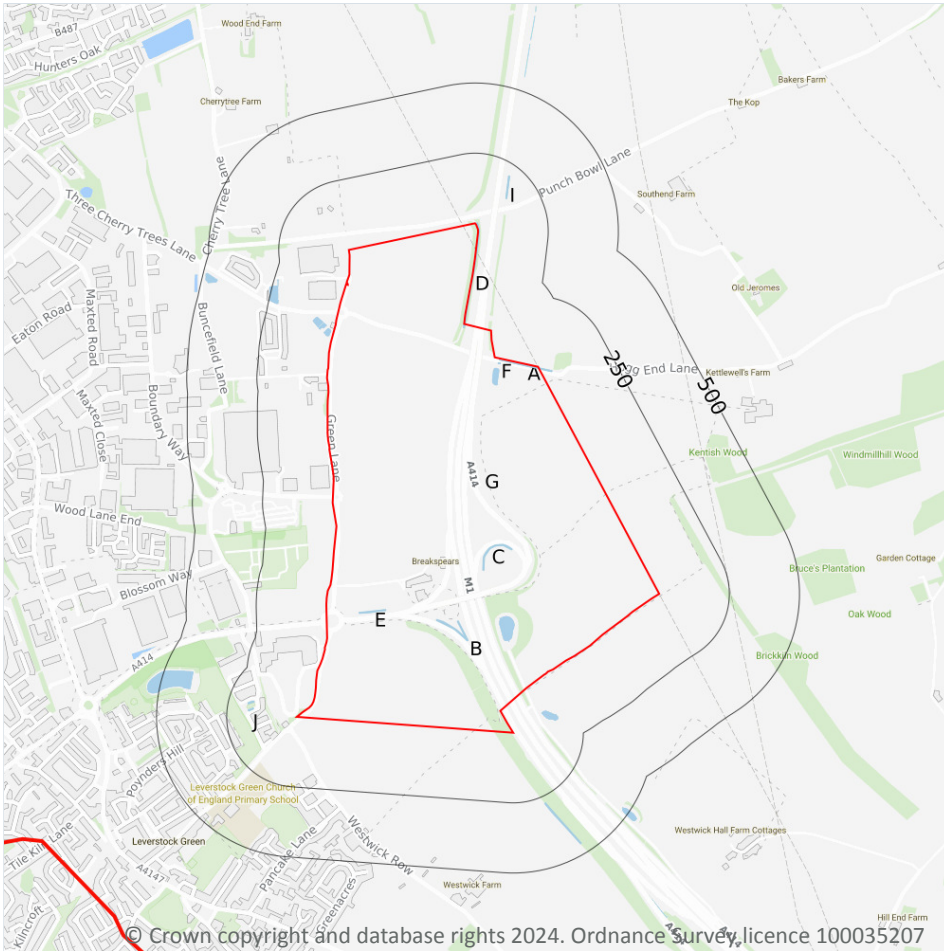 Wood End Farm
B487
Hunters Oak
Bakers Farm
Cherrytree Farm
The Kop
Cherry Tree Lane
Punch Bowl Lane
I
Southend Farm
Three Cherry Trees Lane
D
Old Jeromes
Eaton Road
Maxted Road
Buncefield Lane
F
A
250
gg End Lane
Kettlewell's Farm
500
Maxted Close
Boundary Way
Green Lane
Kentish Wood
Windmillhill Wood
A414
G
Wood Lane End
Breakspears
C
Garden Cottage
Blossom Way
M1
Bruce's Plantation
Oak Wood
E
B
A414
Brickkiln Wood
J
Poynders Hill
Leverstock Green Church
of England Primary School
Tile Kiln Lane
Leverstock Green
Westwick Row
Westwick Hall Farm Cottages
Pancake Lane
A4147
Greenacres
Westwick Farm
Kilncroft
Hill End Farm
© Crown copyright and database rights 2024. Ordnance Survey licence 100035207